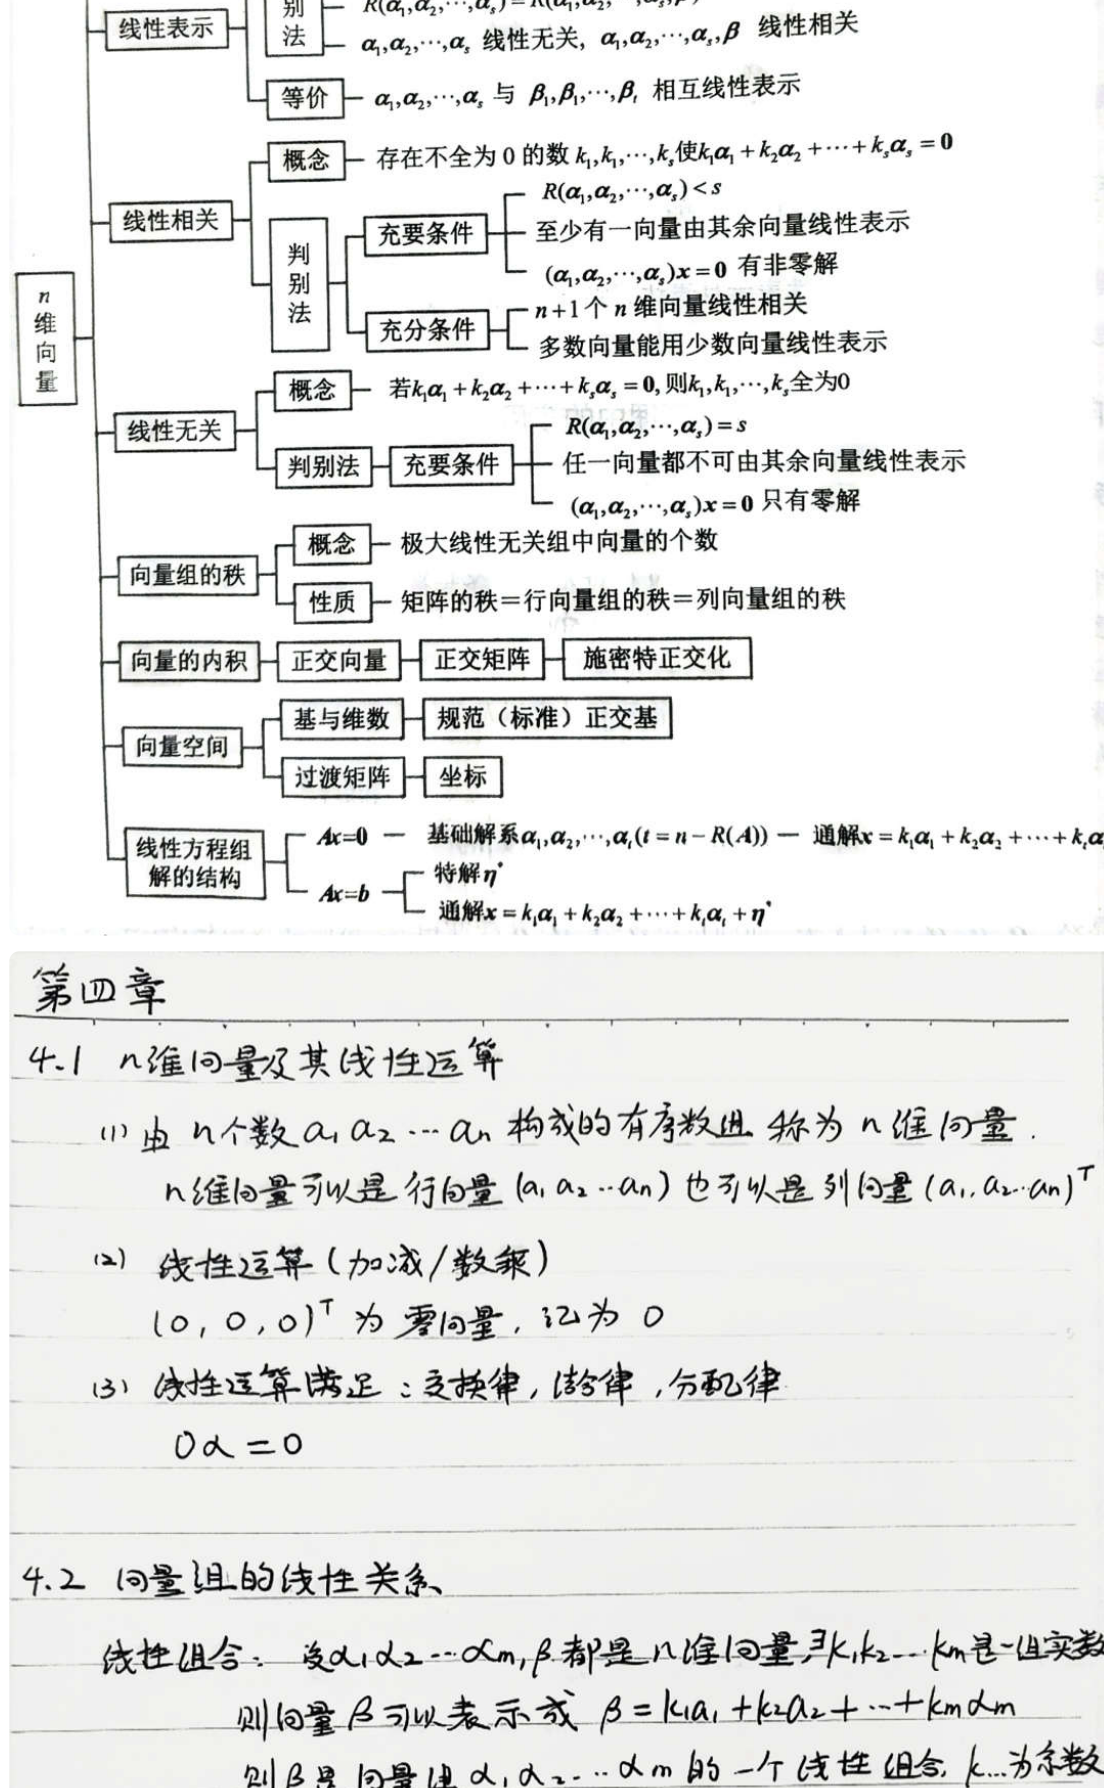 别
法
R(α₁,α₂,⋯,αₛ)=R(α₁,α₂,⋯,αₛ,β)
线性表示
α₁,α₂,⋯,αₛ 线性无关, α₁,α₂,⋯,αₛ,β 线性相关
等价
α₁,α₂,⋯,αₛ 与 β₁,β₁,⋯,βₜ 相互线性表示
线性相关
概念
存在不全为 0 的数 k₁,k₁,⋯,kₛ使k₁α₁+k₂α₂+⋯+kₛαₛ=0
判
别
法
充要条件
R(α₁,α₂,⋯,αₛ)<s
至少有一向量由其余向量线性表示
(α₁,α₂,⋯,αₛ)x=0 有非零解
充分条件
n+1个 n 维向量线性相关
多数向量能用少数向量线性表示
n
维
向
量
线性无关
概念
若k₁α₁+k₂α₂+⋯+kₛαₛ=0, 则k₁,k₁,⋯,kₛ全为0
判别法
充要条件
R(α₁,α₂,⋯,αₛ)=s
任一向量都不可由其余向量线性表示
(α₁,α₂,⋯,αₛ)x=0 只有零解
向量组的秩
概念
极大线性无关组中向量的个数
性质
矩阵的秩=行向量组的秩=列向量组的秩
向量的内积
正交向量
正交矩阵
施密特正交化
向量空间
基与维数
规范（标准）正交基
过渡矩阵
坐标
线性方程组
解的结构
Ax=0
基础解系α₁,α₂,⋯,αₜ(t=n−R(A))
通解x=k₁α₁+k₂α₂+⋯+kₜα
Ax=b
特解η*
通解x=k₁α₁+k₂α₂+⋯+kₜαₜ+η*
第四章
4.1 n维向量及其线性运算
(1) 由 n个数 a₁ a₂ ⋯ aₙ 构成的有序数组 称为 n 维向量.
n维向量可以是 行向量 (a₁ a₂ ⋯aₙ) 也可以是 列向量 (a₁, a₂⋯aₙ)ᵀ
(2) 线性运算 (加减/数乘)
(0, 0, 0)ᵀ 为 零向量, 记为 0
(3) 线性运算满足：交换律, 结合律, 分配律
0α = 0
4.2 向量组的线性关系
线性组合: 设α₁α₂⋯αₘ,β 都是 n维向量,∃k₁k₂⋯kₘ是一组实数
则向量 β 可以表示成 β=k₁a₁+k₂a₂+⋯+kₘαₘ
则β是 向量组 α₁α₂⋯αₘ 的 一个 线性 组合, k⋯为系数